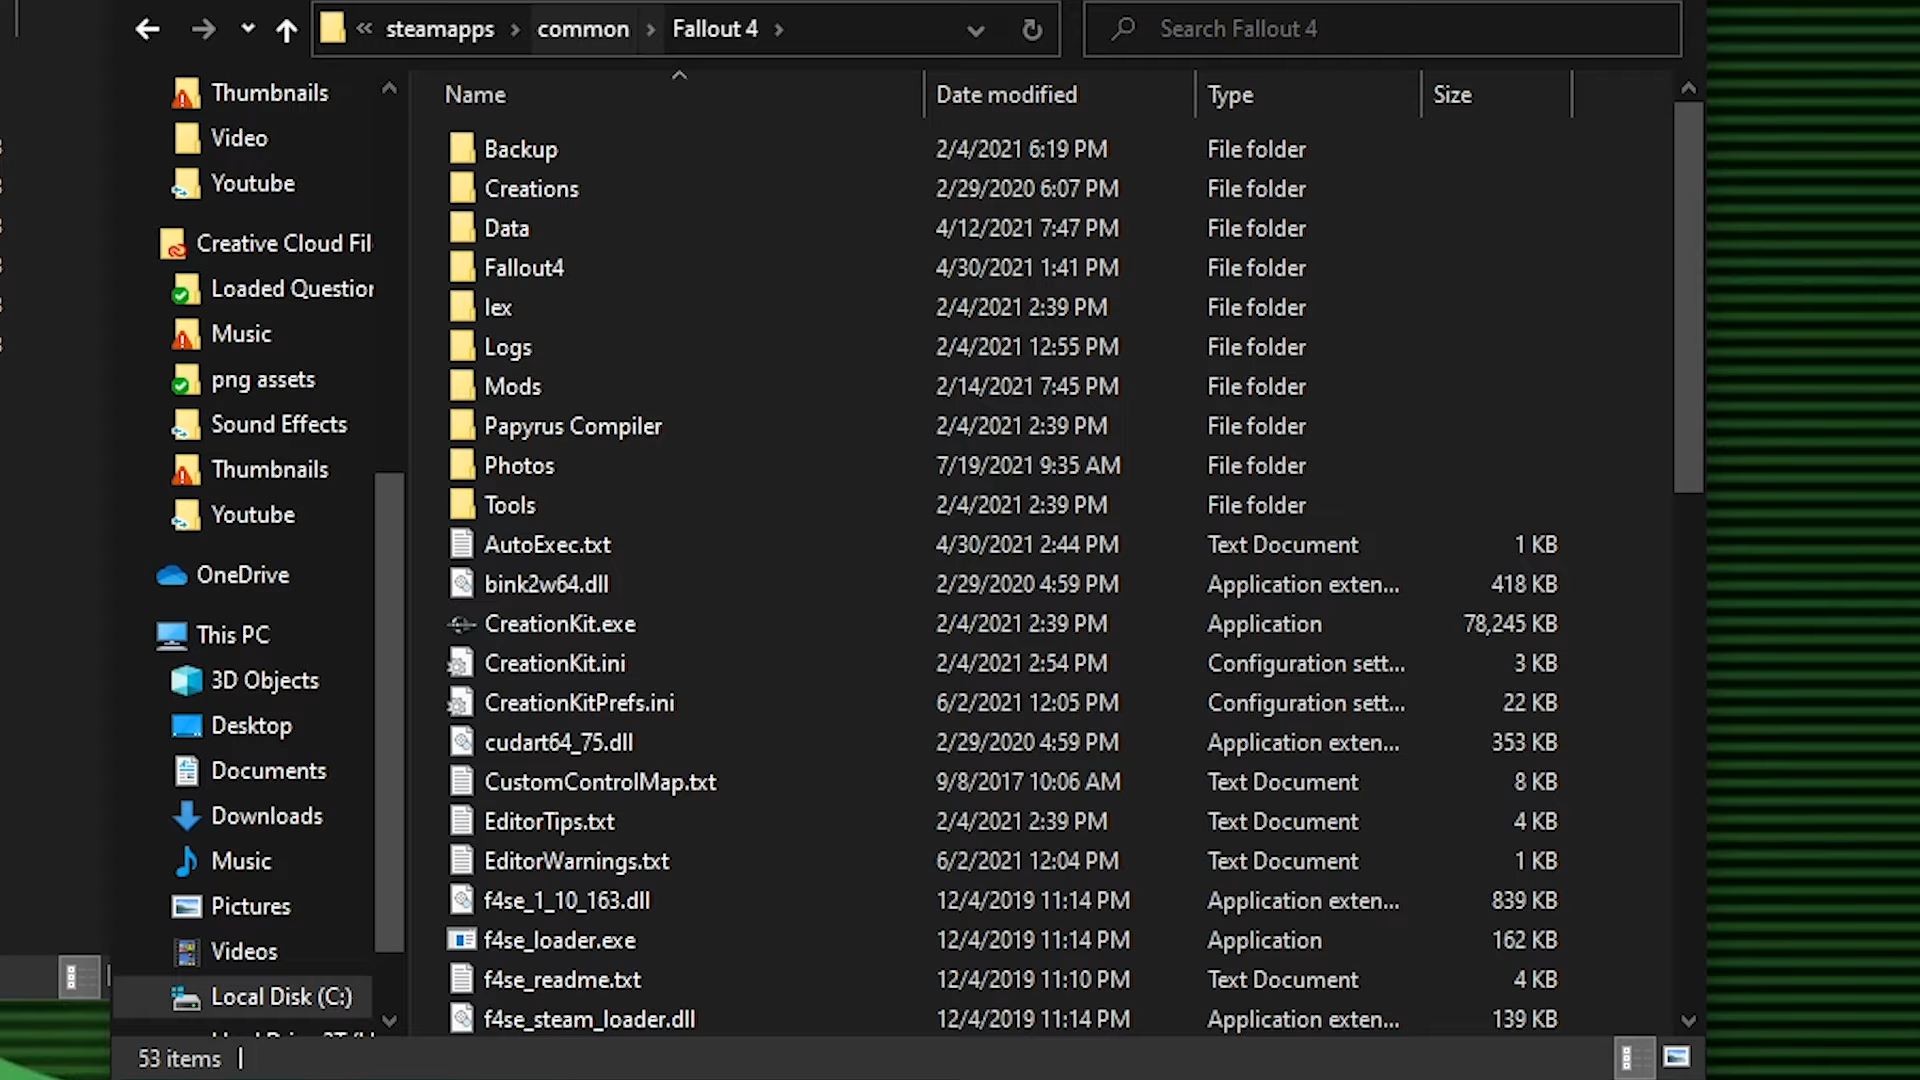 « steamapps > common > Fallout 4 >
Search Fallout 4
Thumbnails
Video
Youtube
Creative Cloud Fil
Loaded Question
Music
png assets
Sound Effects
Thumbnails
Youtube
OneDrive
This PC
3D Objects
Desktop
Documents
Downloads
Music
Pictures
Videos
Local Disk (C:)
Name Date modified Type Size
Backup 2/4/2021 6:19 PM File folder
Creations 2/29/2020 6:07 PM File folder
Data 4/12/2021 7:47 PM File folder
Fallout4 4/30/2021 1:41 PM File folder
lex 2/4/2021 2:39 PM File folder
Logs 2/4/2021 12:55 PM File folder
Mods 2/14/2021 7:45 PM File folder
Papyrus Compiler 2/4/2021 2:39 PM File folder
Photos 7/19/2021 9:35 AM File folder
Tools 2/4/2021 2:39 PM File folder
AutoExec.txt 4/30/2021 2:44 PM Text Document 1 KB
bink2w64.dll 2/29/2020 4:59 PM Application exten... 418 KB
CreationKit.exe 2/4/2021 2:39 PM Application 78,245 KB
CreationKit.ini 2/4/2021 2:54 PM Configuration sett... 3 KB
CreationKitPrefs.ini 6/2/2021 12:05 PM Configuration sett... 22 KB
cudart64_75.dll 2/29/2020 4:59 PM Application exten... 353 KB
CustomControlMap.txt 9/8/2017 10:06 AM Text Document 8 KB
EditorTips.txt 2/4/2021 2:39 PM Text Document 4 KB
EditorWarnings.txt 6/2/2021 12:04 PM Text Document 1 KB
f4se_1_10_163.dll 12/4/2019 11:14 PM Application exten... 839 KB
f4se_loader.exe 12/4/2019 11:14 PM Application 162 KB
f4se_readme.txt 12/4/2019 11:10 PM Text Document 4 KB
f4se_steam_loader.dll 12/4/2019 11:14 PM Application exten... 139 KB
53 items